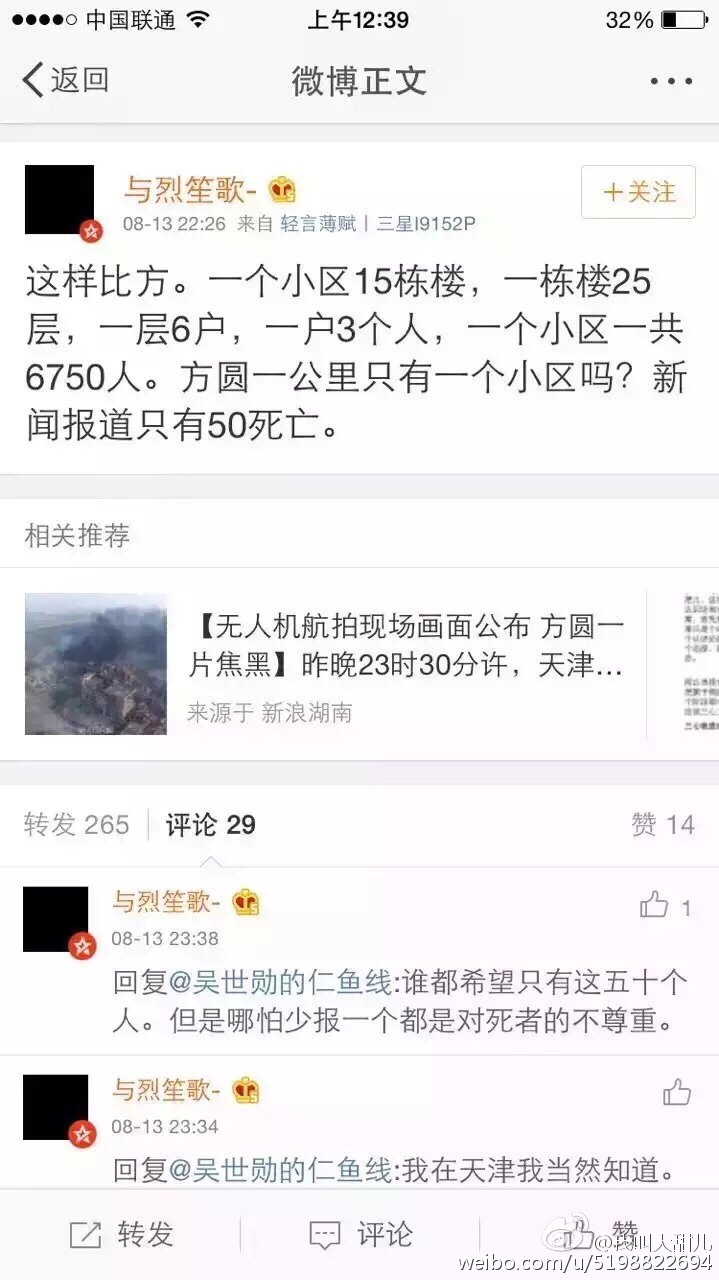 中国联通 上午12:39 32%
返回 微博正文
与烈笙歌-
+关注
08-13 22:26 来自 轻言薄赋 | 三星I9152P
这样比方。一个小区15栋楼，一栋楼25
层，一层6户，一户3个人，一个小区一共
6750人。方圆一公里只有一个小区吗？新
闻报道只有50死亡。
相关推荐
【无人机航拍现场画面公布 方圆一
片焦黑】昨晚23时30分许，天津...
来源于 新浪湖南
转发 265 评论 29 赞 14
与烈笙歌- 1
08-13 23:38
回复@吴世勋的仁鱼线:谁都希望只有这五十个
人。但是哪怕少报一个都是对死者的不尊重。
与烈笙歌-
08-13 23:34
回复@吴世勋的仁鱼线:我在天津我当然知道。
转发 评论 赞
weibo.com/u/5198822694